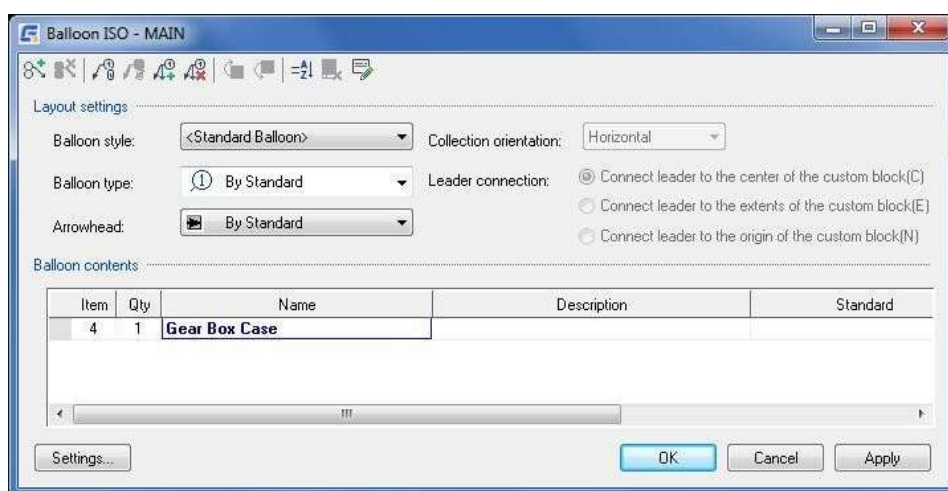 Balloon ISO - MAIN
Layout settings
Balloon style: <Standard Balloon> Collection orientation: Horizontal
Balloon type: 1 By Standard Leader connection: Connect leader to the center of the custom block(C)
Connect leader to the extents of the custom block(E)
Arrowhead: By Standard
Connect leader to the origin of the custom block(N)
Balloon contents
Item Qty Name Description Standard
4 1 Gear Box Case
Settings... OK Cancel Apply